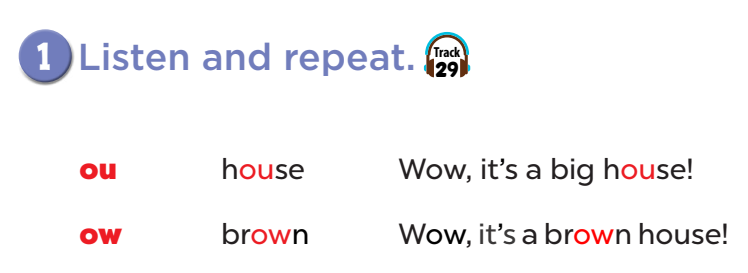 1 Listen and repeat. Track 29
ou house Wow, it's a big house!
ow brown Wow, it's a brown house!